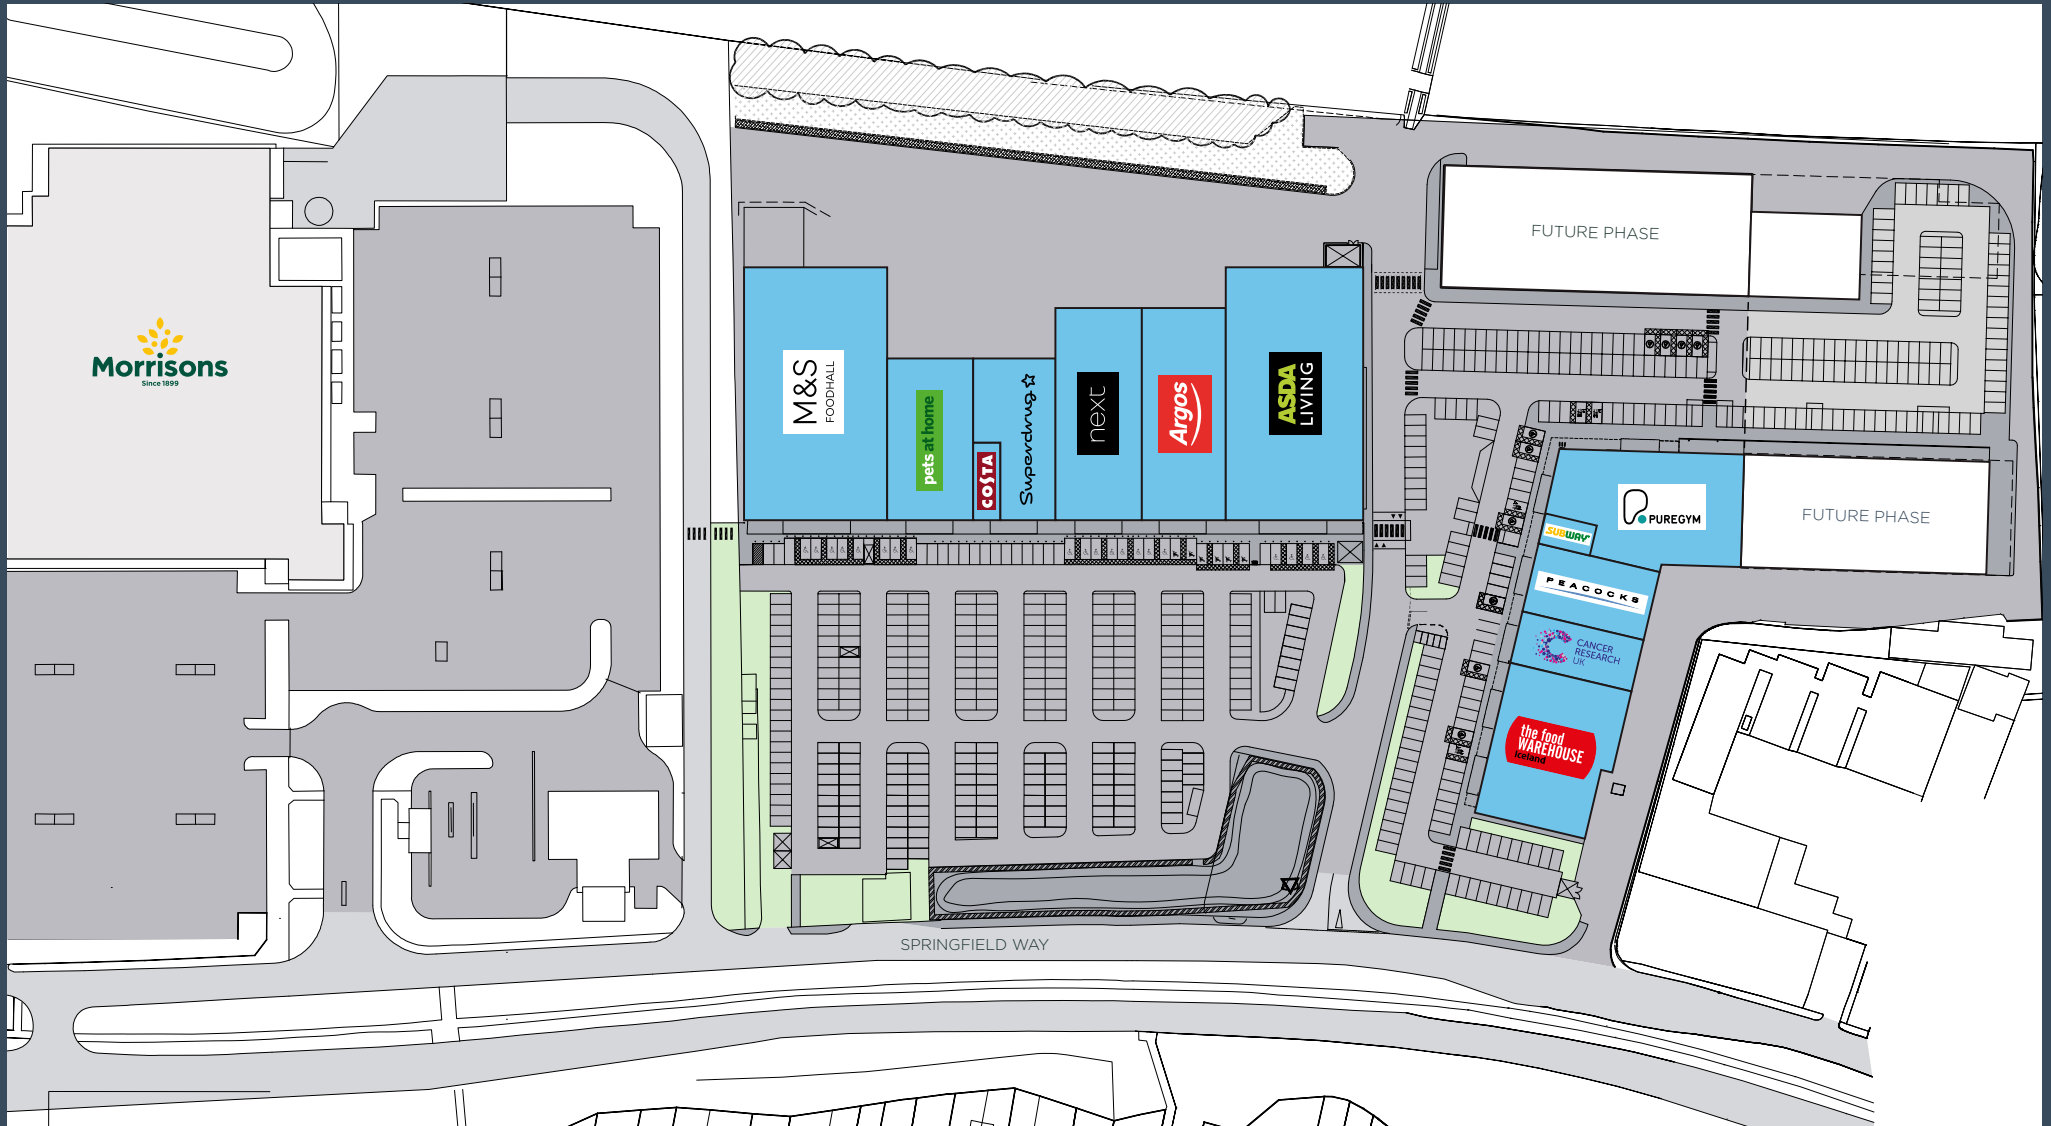 Morrisons
Since 1899
M&S
FOODHALL
pets at home
COSTA
Superdrug
next
Argos
ASDA
LIVING
FUTURE PHASE
PUREGYM
FUTURE PHASE
SUBWAY
PEACOCKS
CANCER
RESEARCH
UK
the food
WAREHOUSE
Iceland
SPRINGFIELD WAY